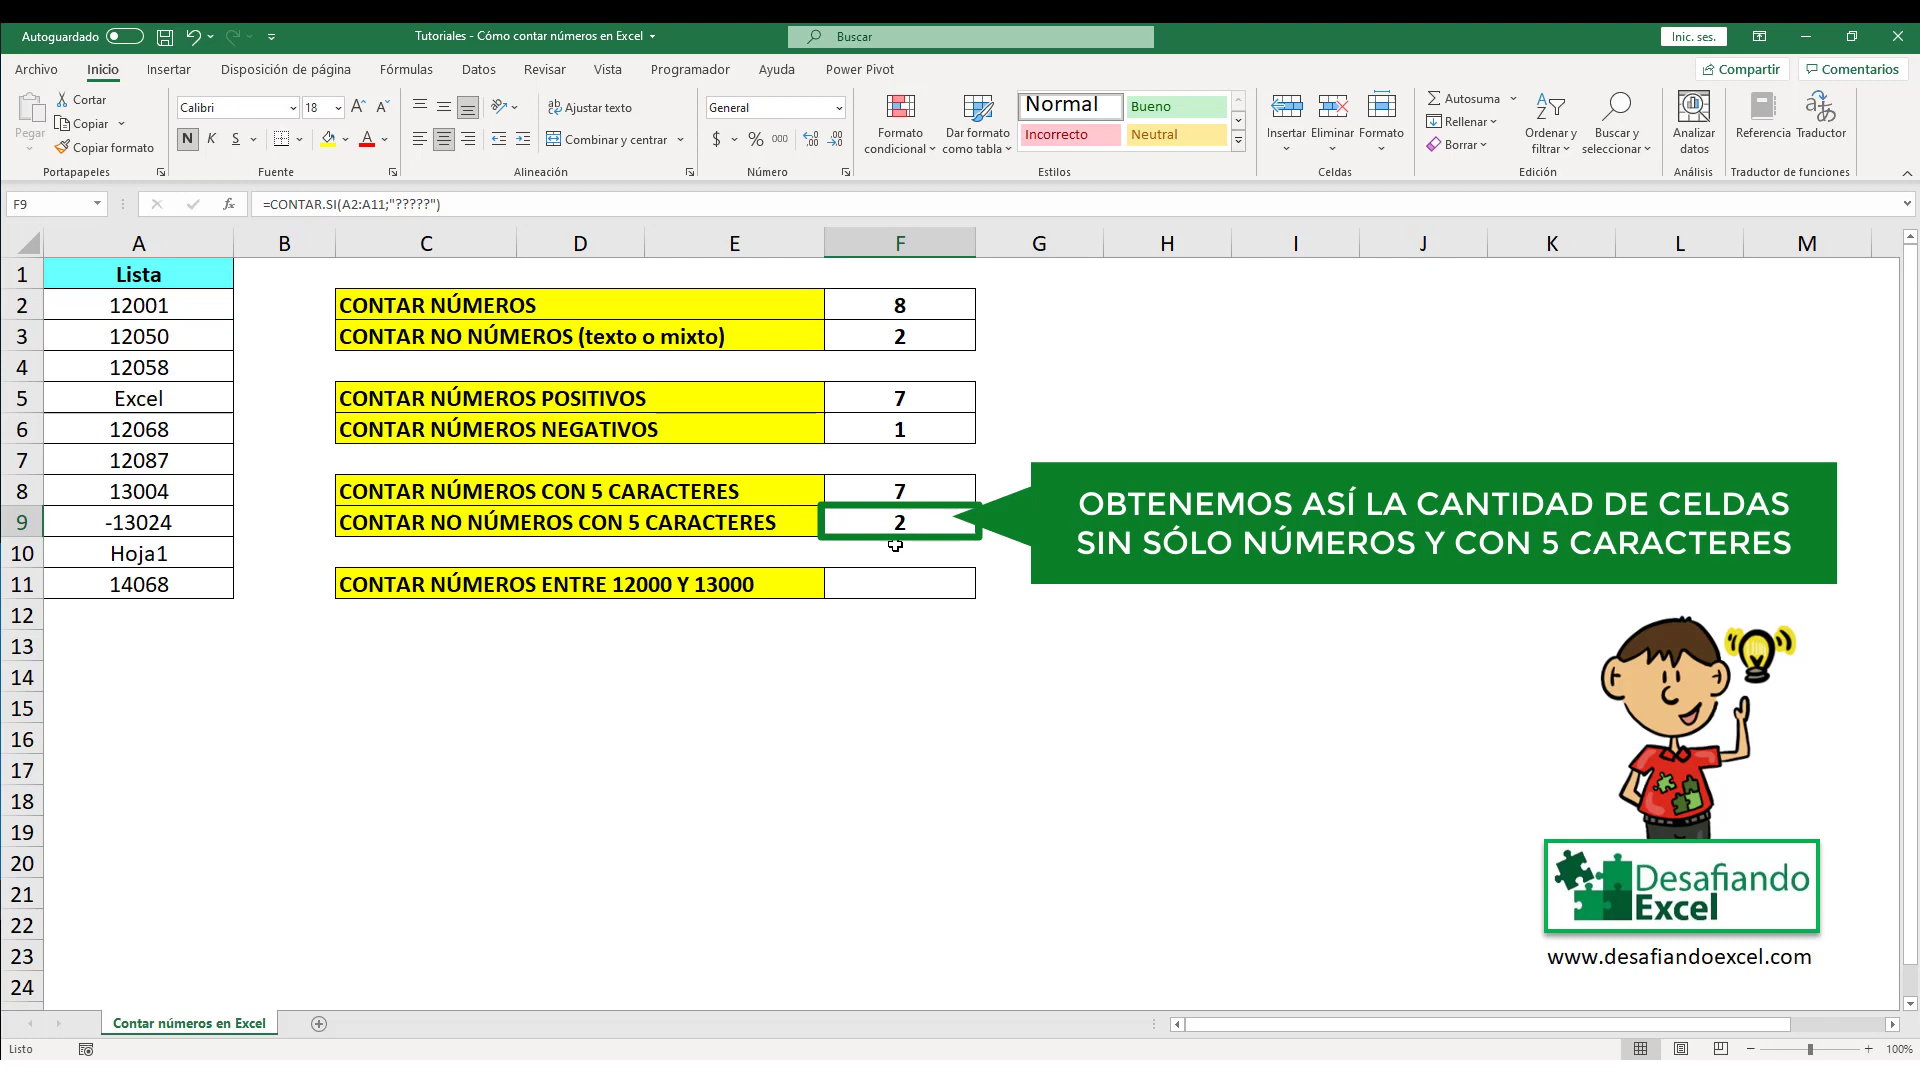 Autoguardado
Tutoriales - Cómo contar números en Excel
Buscar
Inic. ses.
Archivo Inicio Insertar Disposición de página Fórmulas Datos Revisar Vista Programador Ayuda Power Pivot Compartir Comentarios
Pegar
Cortar
Copiar
Copiar formato
Portapapeles
Calibri 18
N K S
Fuente
Ajustar texto
Combinar y centrar
Alineación
General
$ % 000
Número
Formato condicional
Dar formato como tabla
Normal Bueno
Incorrecto Neutral
Estilos
Insertar Eliminar Formato
Celdas
Autosuma
Rellenar
Borrar
Ordenar y filtrar
Buscar y seleccionar
Edición
Analizar datos
Análisis
Referencia Traductor
Traductor de funciones
F9 fx =CONTAR.SI(A2:A11;"?????")
A B C D E F G H I J K L M
1 Lista
2 12001 CONTAR NÚMEROS 8
3 12050 CONTAR NO NÚMEROS (texto o mixto) 2
4 12058
5 Excel CONTAR NÚMEROS POSITIVOS 7
6 12068 CONTAR NÚMEROS NEGATIVOS 1
7 12087
8 13004 CONTAR NÚMEROS CON 5 CARACTERES 7
9 -13024 CONTAR NO NÚMEROS CON 5 CARACTERES 2
10 Hoja1
11 14068 CONTAR NÚMEROS ENTRE 12000 Y 13000
OBTENEMOS ASÍ LA CANTIDAD DE CELDAS
SIN SÓLO NÚMEROS Y CON 5 CARACTERES
12
13
14
15
16
17
18
19
20
21
22
23
24
Desafiando
Excel
www.desafiandoexcel.com
Contar números en Excel
Listo
100%